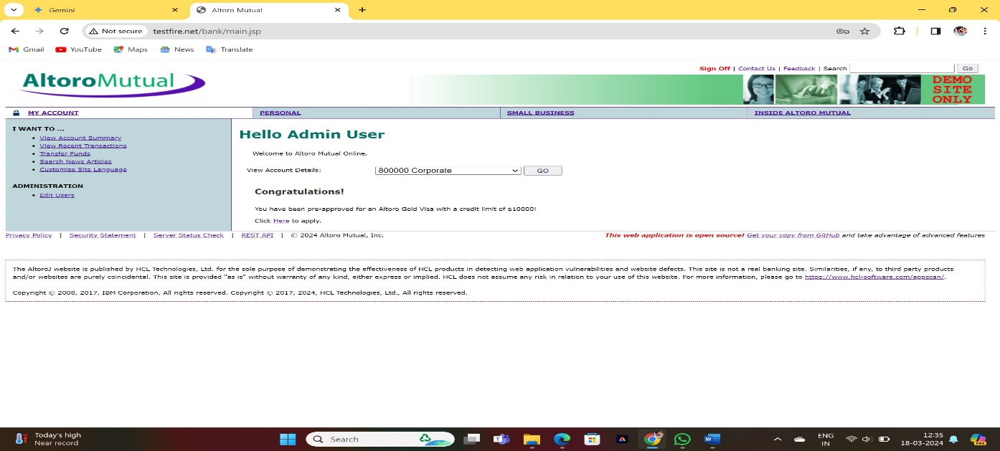 Gemini
Altoro Mutual
Not secure
testfire.net/bank/main.jsp
Gmail
YouTube
Maps
News
Translate
AltoroMutual
Sign Off | Contact Us | Feedback | Search
Go
DEMO
SITE
ONLY
MY ACCOUNT
PERSONAL
SMALL BUSINESS
INSIDE ALTORO MUTUAL
I WANT TO ...
View Account Summary
View Recent Transactions
Transfer Funds
Search News Articles
Customize Site Language
ADMINISTRATION
Edit Users
Hello Admin User
Welcome to Altoro Mutual Online.
View Account Details:
800000 Corporate
GO
Congratulations!
You have been pre-approved for an Altoro Gold Visa with a credit limit of $10000!
Click Here to apply.
Privacy Policy | Security Statement | Server Status Check | REST API | © 2024 Altoro Mutual, Inc.
This web application is open source! Get your copy from GitHub and take advantage of advanced features
The AltoroJ website is published by HCL Technologies, Ltd. for the sole purpose of demonstrating the effectiveness of HCL products in detecting web application vulnerabilities and website defects. This site is not a real banking site. Similarities, if any, to third party products
and/or websites are purely coincidental. This site is provided "as is" without warranty of any kind, either express or implied. HCL does not assume any risk in relation to your use of this website. For more information, please go to https://www.hcl-software.com/appscan/.
Copyright © 2008, 2017, IBM Corporation, All rights reserved. Copyright © 2017, 2024, HCL Technologies, Ltd., All rights reserved.
Today's high
Near record
Search
ENG
IN
12:35
18-03-2024